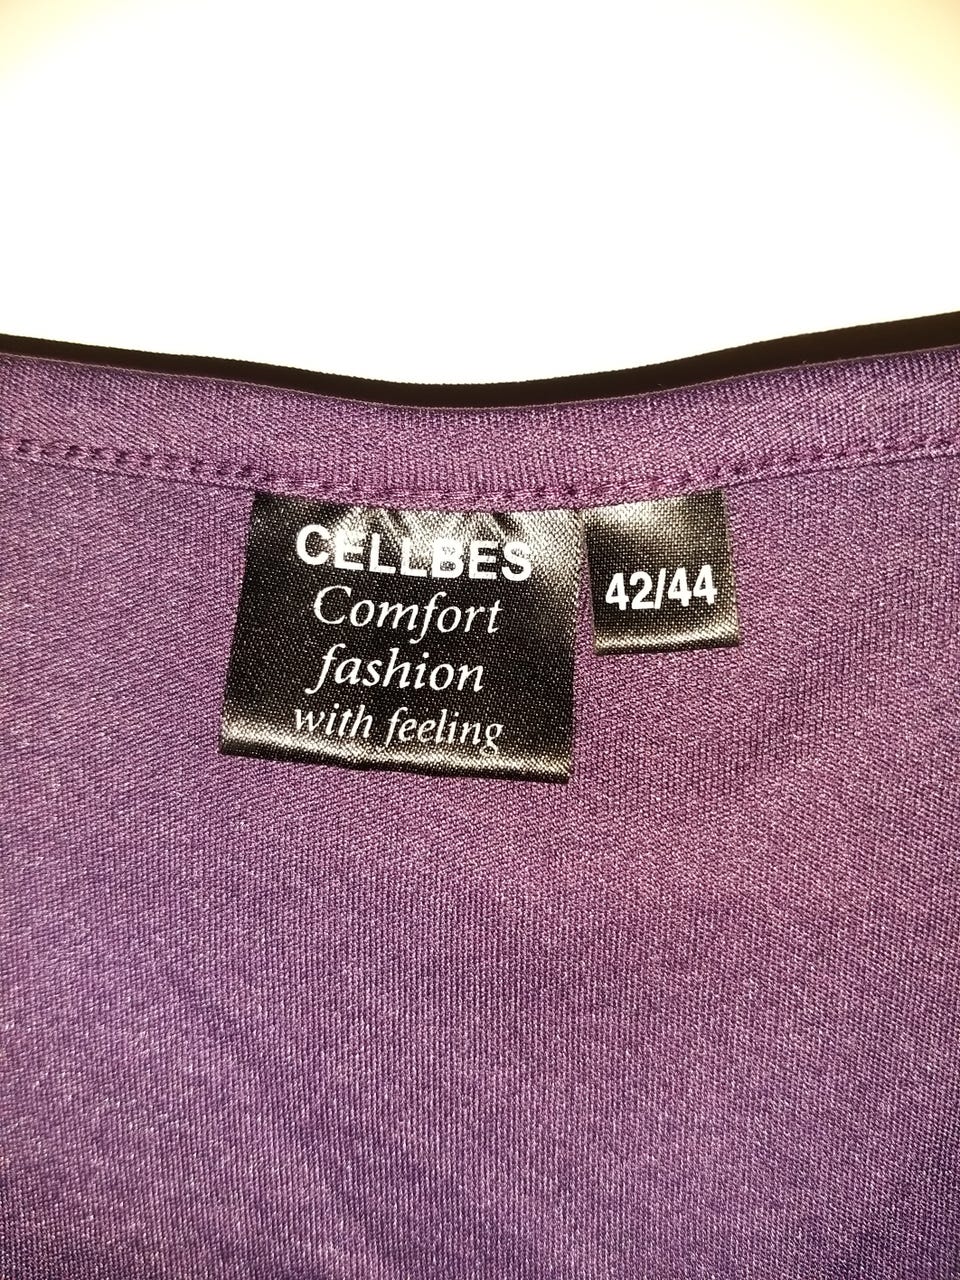 CELLBES
Comfort
fashion
with feeling
42/44